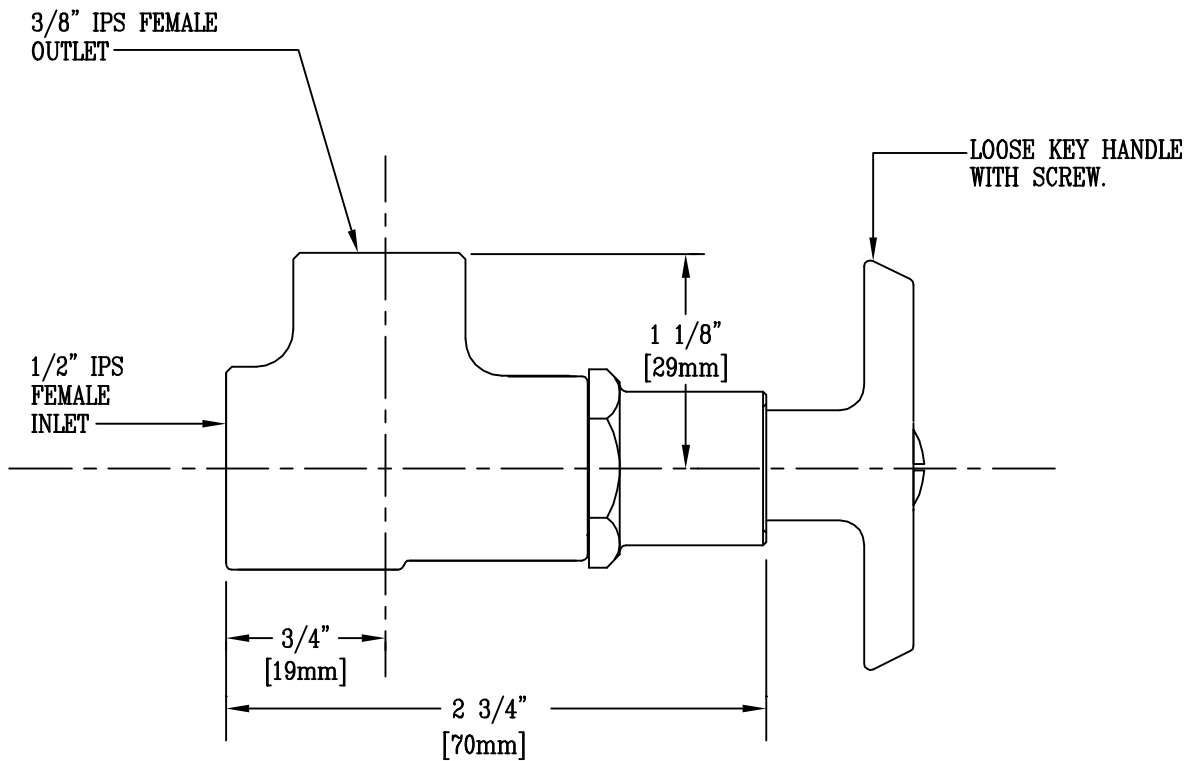 3/8" IPS FEMALE
OUTLET
LOOSE KEY HANDLE
WITH SCREW.
1 1/8"
[29mm]
1/2" IPS
FEMALE
INLET
3/4"
[19mm]
2 3/4"
[70mm]